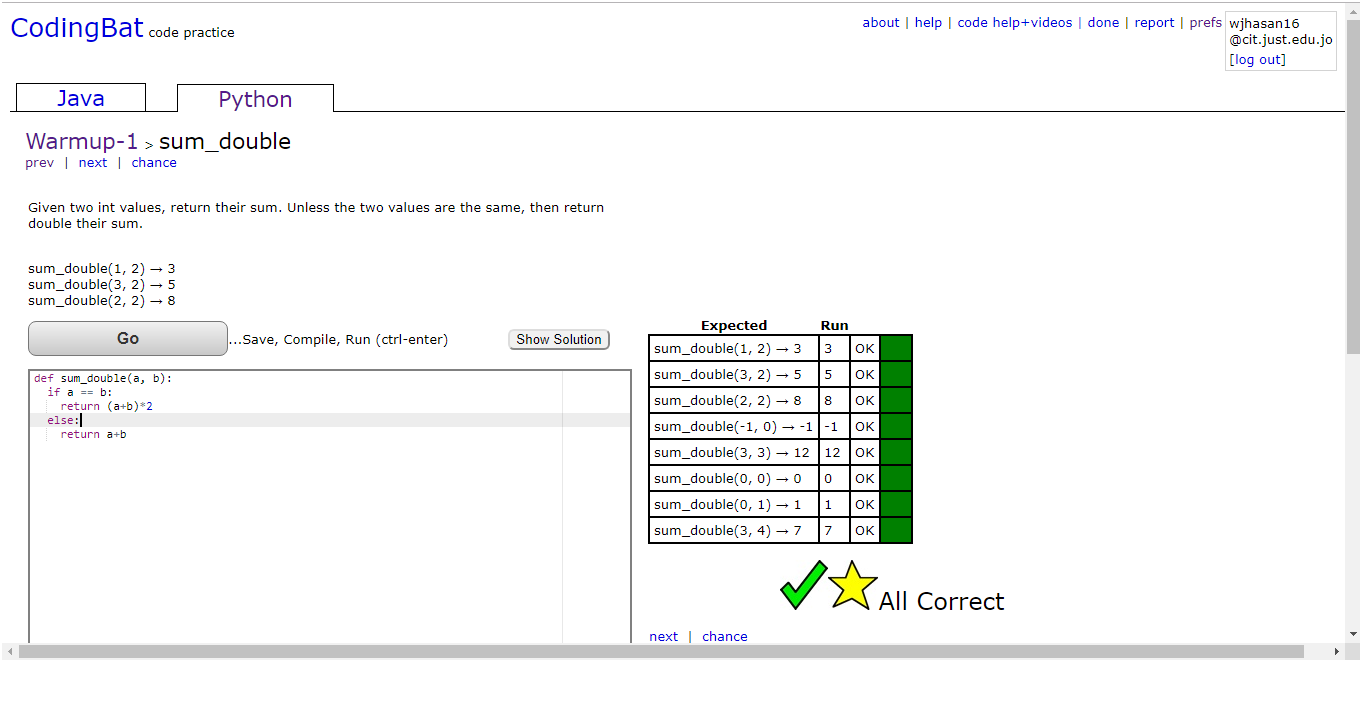 CodingBat code practice
about | help | code help+videos | done | report | prefs
wjhasan16
@cit.just.edu.jo
[log out]
Java
Python
Warmup-1 > sum_double
prev | next | chance
Given two int values, return their sum. Unless the two values are the same, then return
double their sum.
sum_double(1, 2) → 3
sum_double(3, 2) → 5
sum_double(2, 2) → 8
Go
...Save, Compile, Run (ctrl-enter)
Show Solution
def sum_double(a, b):
  if a == b:
    return (a+b)*2
  else:
    return a+b
Expected Run
sum_double(1, 2) → 3 3 OK
sum_double(3, 2) → 5 5 OK
sum_double(2, 2) → 8 8 OK
sum_double(-1, 0) → -1 -1 OK
sum_double(3, 3) → 12 12 OK
sum_double(0, 0) → 0 0 OK
sum_double(0, 1) → 1 1 OK
sum_double(3, 4) → 7 7 OK
All Correct
next | chance